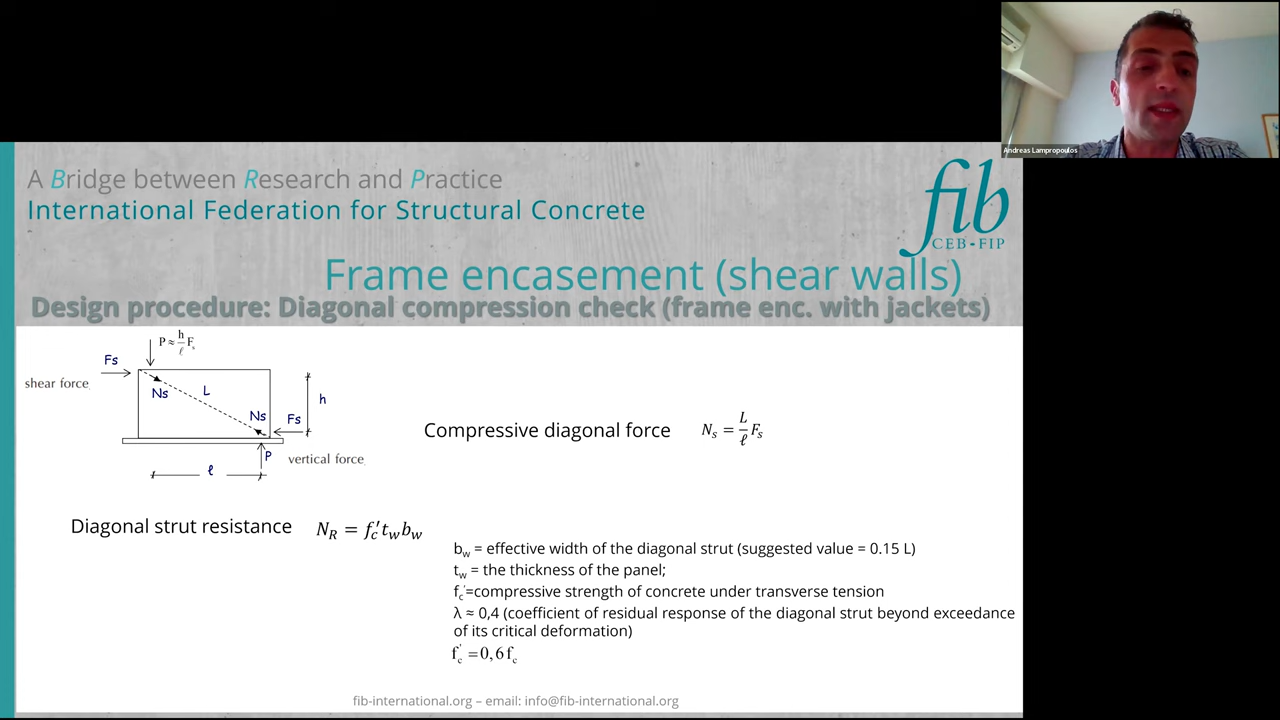 Andreas Lampropoulos
A Bridge between Research and Practice
International Federation for Structural Concrete
fib
CEB-FIP
Frame encasement (shear walls)
Design procedure: Diagonal compression check (frame enc. with jackets)
P ≈ h/ℓ Fs
Fs
shear force
Ns
L
h
Ns
Fs
P
vertical force
ℓ
Compressive diagonal force Ns = L/ℓ Fs
Diagonal strut resistance NR = fc′twbw
bw = effective width of the diagonal strut (suggested value = 0.15 L)
tw = the thickness of the panel;
fc'=compressive strength of concrete under transverse tension
λ ≈ 0,4 (coefficient of residual response of the diagonal strut beyond exceedance
of its critical deformation)
fc' = 0,6fc
fib-international.org – email: info@fib-international.org